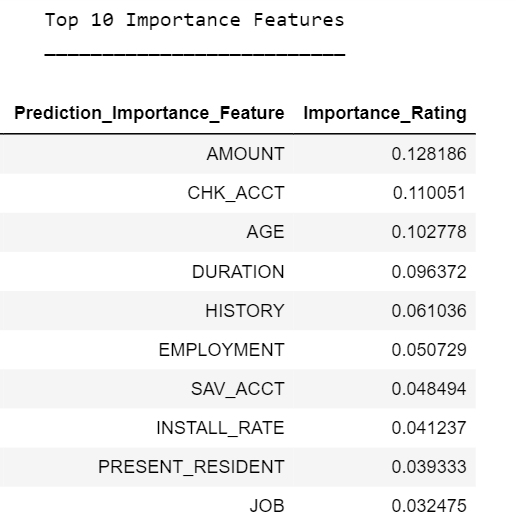 Top 10 Importance Features
Prediction_Importance_Feature Importance_Rating
AMOUNT 0.128186
CHK_ACCT 0.110051
AGE 0.102778
DURATION 0.096372
HISTORY 0.061036
EMPLOYMENT 0.050729
SAV_ACCT 0.048494
INSTALL_RATE 0.041237
PRESENT_RESIDENT 0.039333
JOB 0.032475